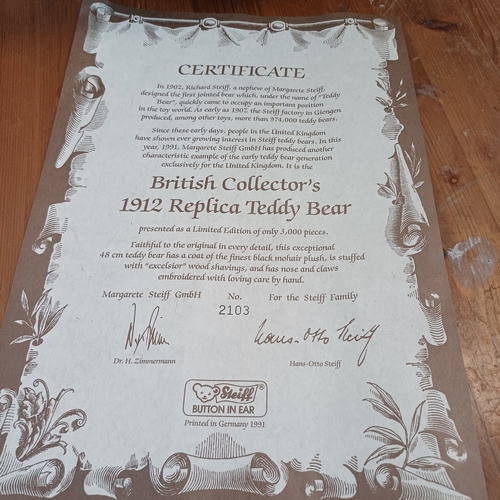 CERTIFICATE
In 1902, Richard Steiff, a nephew of Margarete Steiff,
designed the first jointed bear which, under the name of "Teddy
Bear", quickly came to occupy an important position
in the toy world. As early as 1907, the Steiff factory in Giengen
produced, among other toys, more than 974,000 teddy bears.
Since these early days, people in the United Kingdom
have shown ever growing interest in Steiff teddy bears. In this
year, 1991, Margarete Steiff GmbH has produced another
characteristic example of the early teddy bear generation
exclusively for the United Kingdom. It is the
British Collector's
1912 Replica Teddy Bear
presented as a Limited Edition of only 3,000 pieces.
Faithful to the original in every detail, this exceptional
48 cm teddy bear has a coat of the finest black mohair plush, is stuffed
with "excelsior" wood shavings, and has nose and claws
embroidered with loving care by hand.
Margarete Steiff GmbH No. For the Steiff Family
2103
Hans-Otto Steiff
Dr. H. Zimmermann Hans-Otto Steiff
Steiff®
BUTTON IN EAR
Printed in Germany 1991